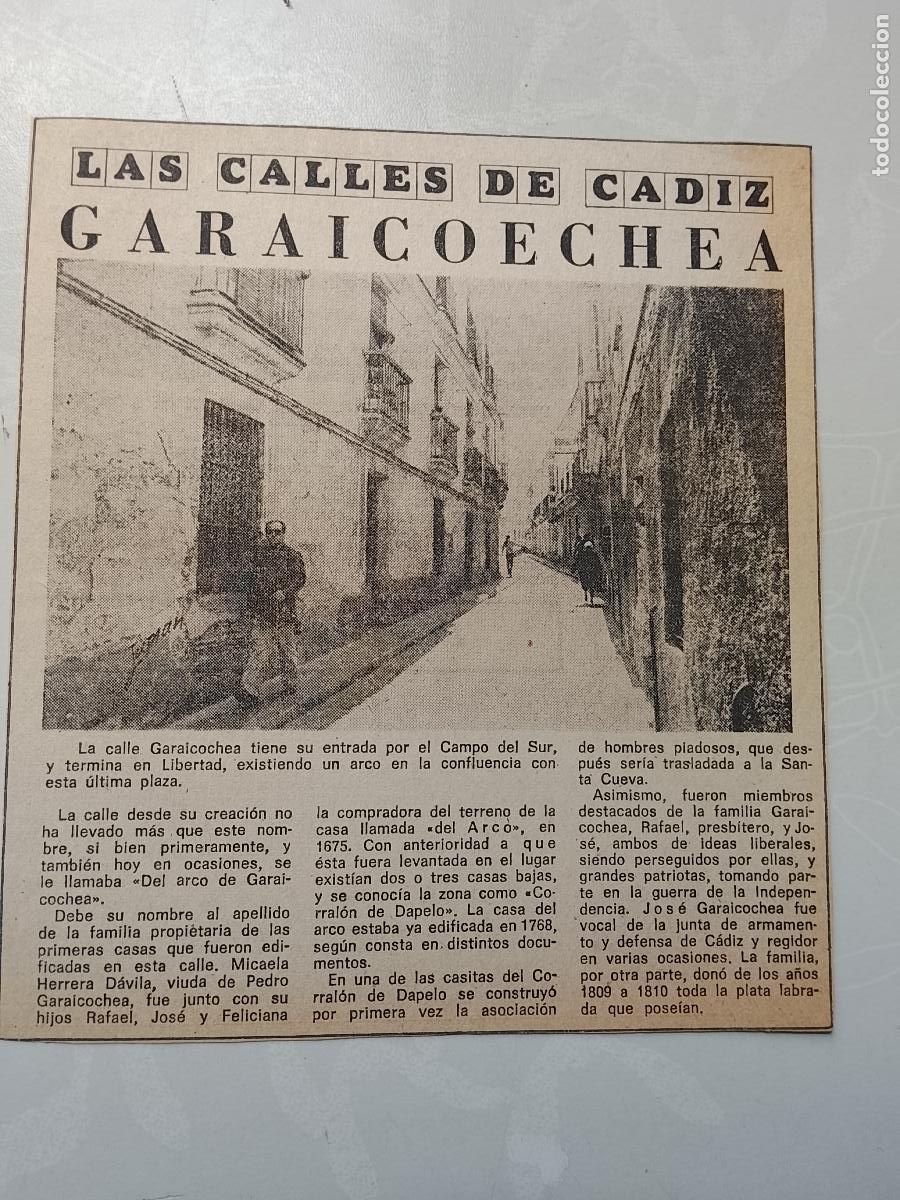 LAS CALLES DE CADIZ
GARAICOECHEA
La calle Garaicochea tiene su entrada por el Campo del Sur,
y termina en Libertad, existiendo un arco en la confluencia con
esta última plaza.
La calle desde su creación no
ha llevado más que este nom-
bre, si bien primeramente, y
también hoy en ocasiones, se
le llamaba «Del arco de Garai-
cochea».
Debe su nombre al apellido
de la familia propietaria de las
primeras casas que fueron edi-
ficadas en esta calle. Micaela
Herrera Dávila, viuda de Pedro
Garaicochea, fue junto con su
hijos Rafael, José y Feliciana
la compradora del terreno de la
casa llamada «del Arco», en
1675. Con anterioridad a que
ésta fuera levantada en el lugar
existían dos o tres casas bajas,
y se conocía la zona como «Co-
rralón de Dapelo». La casa del
arco estaba ya edificada en 1768,
según consta en distintos docu-
mentos.
En una de las casitas del Co-
rralón de Dapelo se construyó
por primera vez la asociación
de hombres piadosos, que des-
pués sería trasladada a la San-
ta Cueva.
Asimismo, fueron miembros
destacados de la familia Garai-
cochea, Rafael, presbítero, y Jo-
sé, ambos de ideas liberales,
siendo perseguidos por ellas, y
grandes patriotas, tomando par-
te en la guerra de la Indepen-
dencia. José Garaicochea fue
vocal de la junta de armamen-
to y defensa de Cádiz y regidor
en varias ocasiones. La familia,
por otra parte, donó de los años
1809 a 1810 toda la plata labra-
da que poseían.
todocoleccion